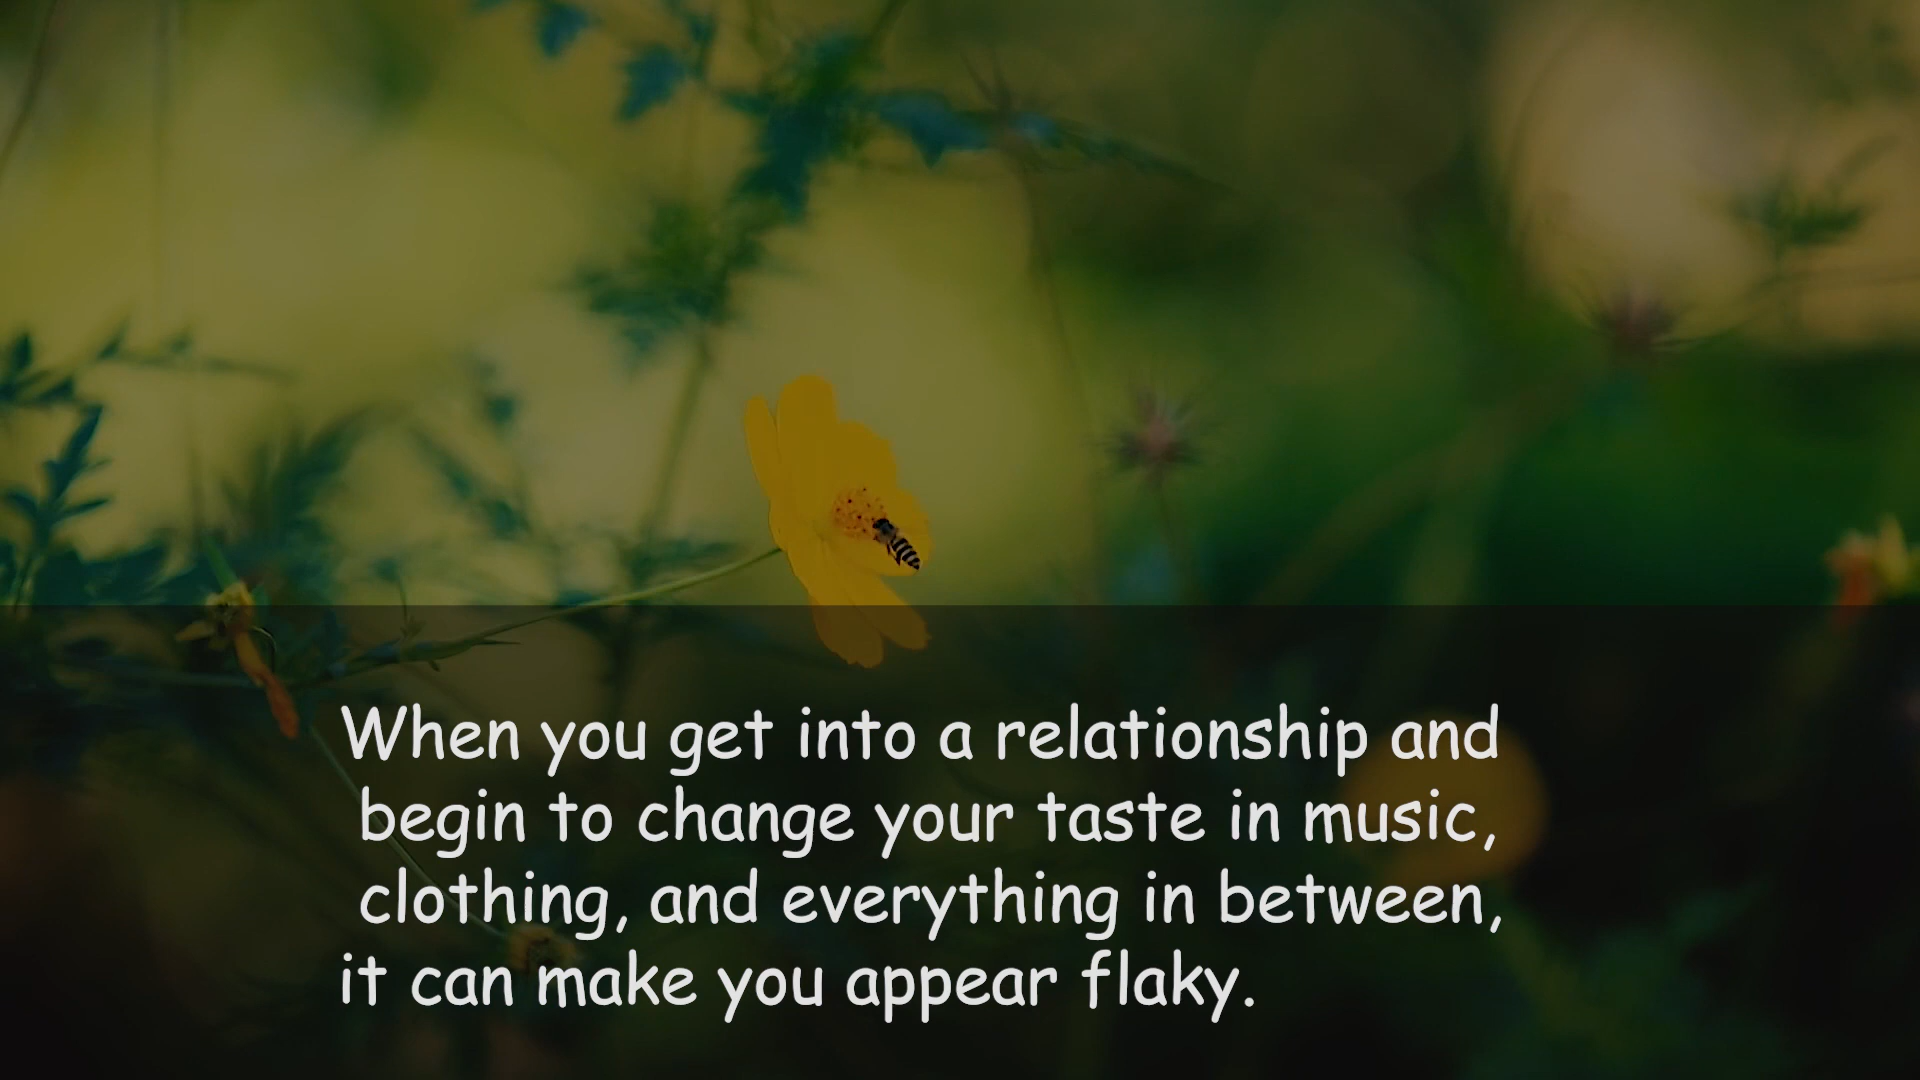 When you get into a relationship and
begin to change your taste in music,
clothing, and everything in between,
it can make you appear flaky.